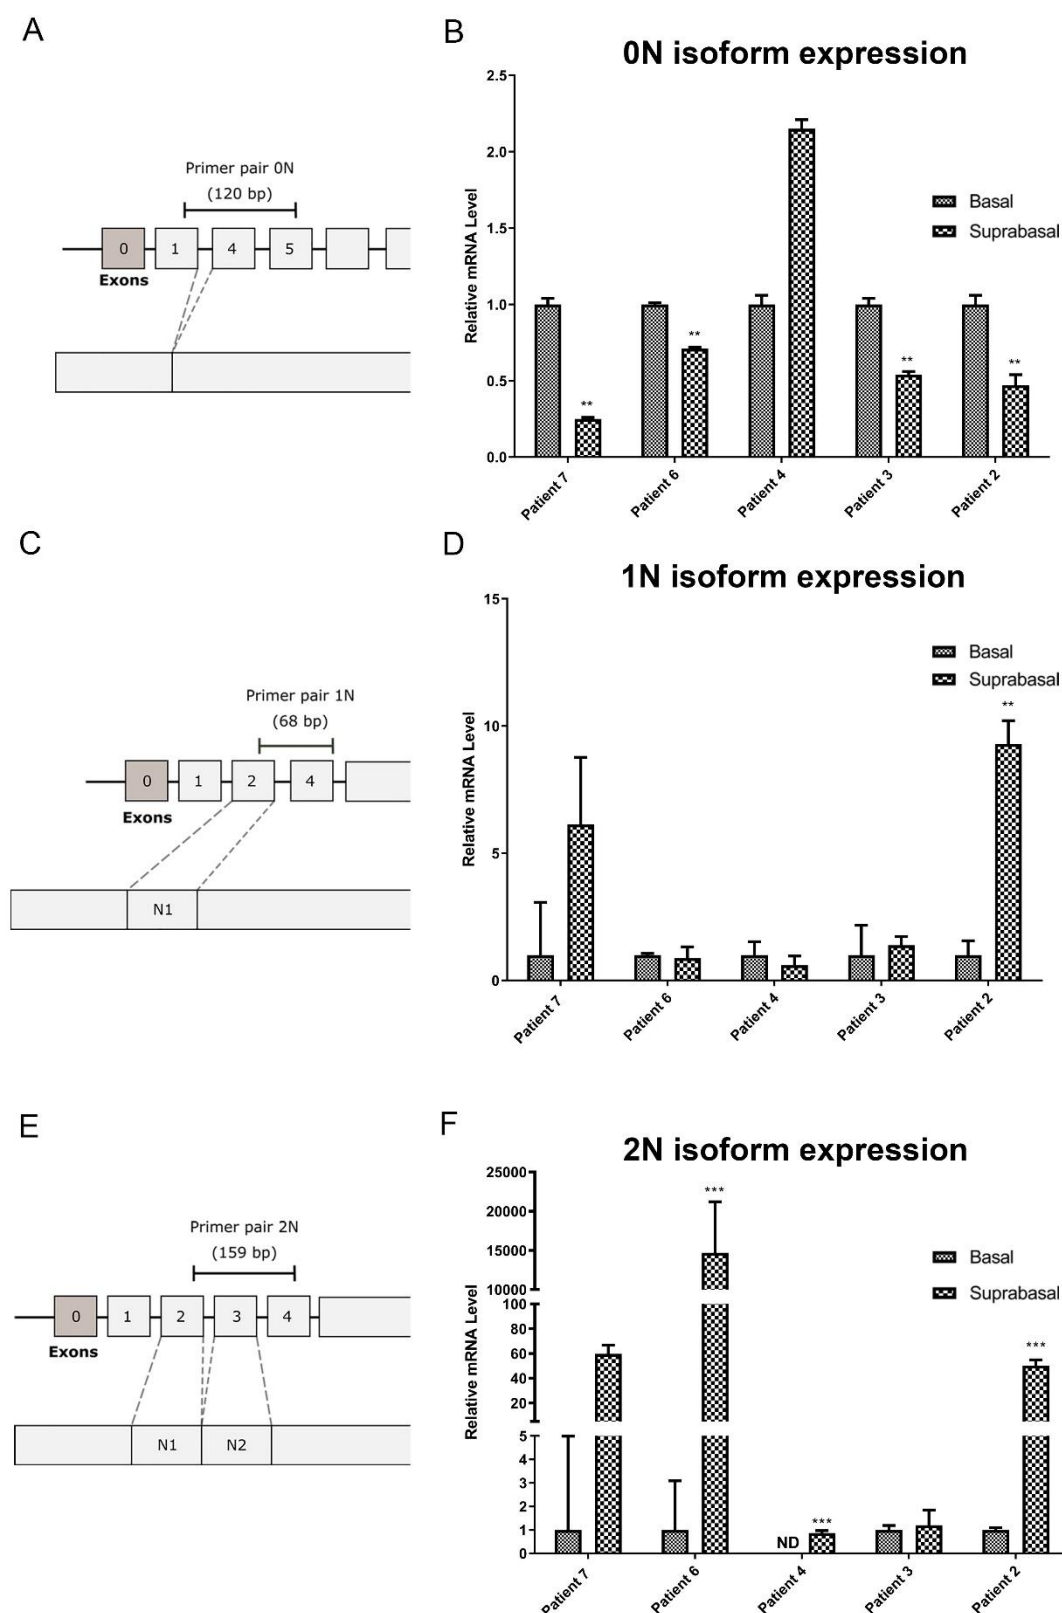 A
Primer pair 0N
(120 bp)
0 1 4 5
Exons
B
0N isoform expression
Relative mRNA Level
2.5
2.0
1.5
1.0
0.5
0.0
Basal
Suprabasal
** ** ** **
Patient 7 Patient 6 Patient 4 Patient 3 Patient 2
C
Primer pair 1N
(68 bp)
0 1 2 4
Exons
N1
D
1N isoform expression
Relative mRNA Level
15
10
5
0
Basal
Suprabasal
**
Patient 7 Patient 6 Patient 4 Patient 3 Patient 2
E
Primer pair 2N
(159 bp)
0 1 2 3 4
Exons
N1 N2
F
2N isoform expression
Relative mRNA Level
25000
20000
15000
10000
100
80
60
40
20
5
4
3
2
1
0
Basal
Suprabasal
*** *** ***
ND
Patient 7 Patient 6 Patient 4 Patient 3 Patient 2